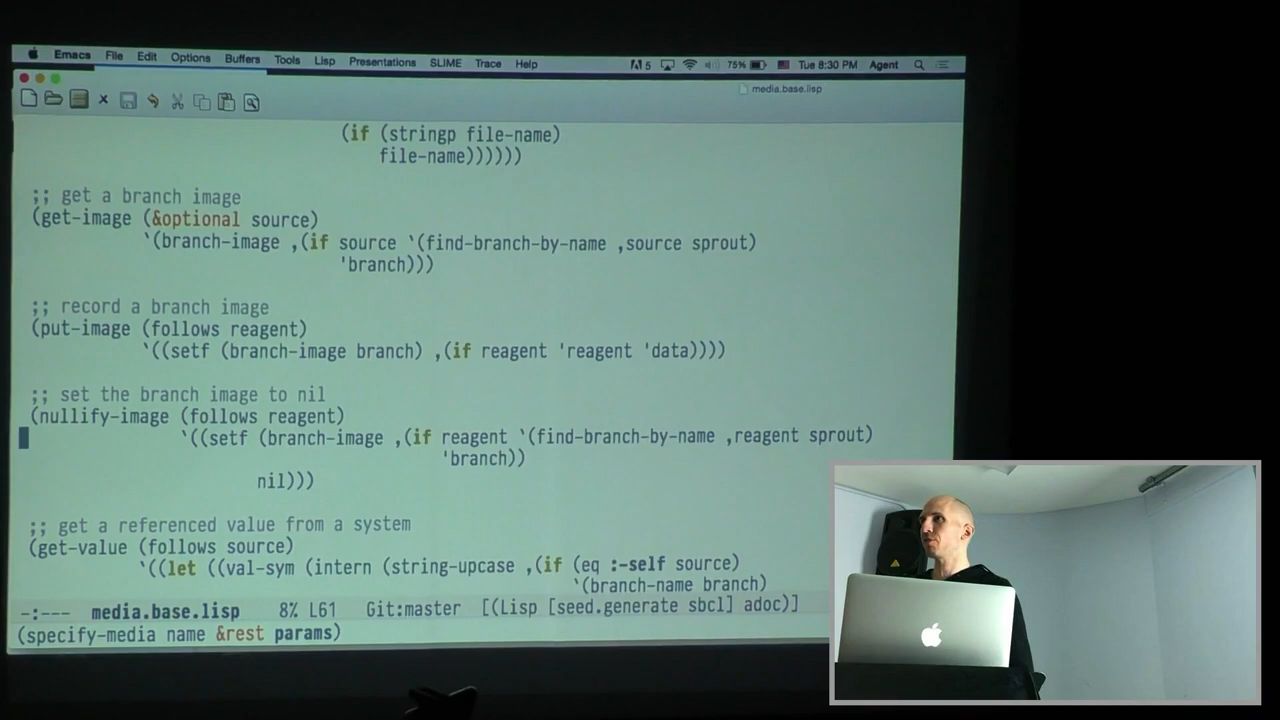 Emacs File Edit Options Buffers Tools Lisp Presentations SLIME Trace Help 5 75% Tue 8:30 PM Agent
media.base.lisp
(if (stringp file-name)
file-name))))))
;; get a branch image
(get-image (&optional source)
`(branch-image ,(if source `(find-branch-by-name ,source sprout)
'branch)))
;; record a branch image
(put-image (follows reagent)
`((setf (branch-image branch) ,(if reagent 'reagent 'data))))
;; set the branch image to nil
(nullify-image (follows reagent)
`((setf (branch-image ,(if reagent `(find-branch-by-name ,reagent sprout)
'branch))
nil)))
;; get a referenced value from a system
(get-value (follows source)
`((let ((val-sym (intern (string-upcase ,(if (eq :-self source)
`(branch-name branch)
-:--- media.base.lisp 8% L61 Git:master [(Lisp [seed.generate sbcl] adoc)]
(specify-media name &rest params)